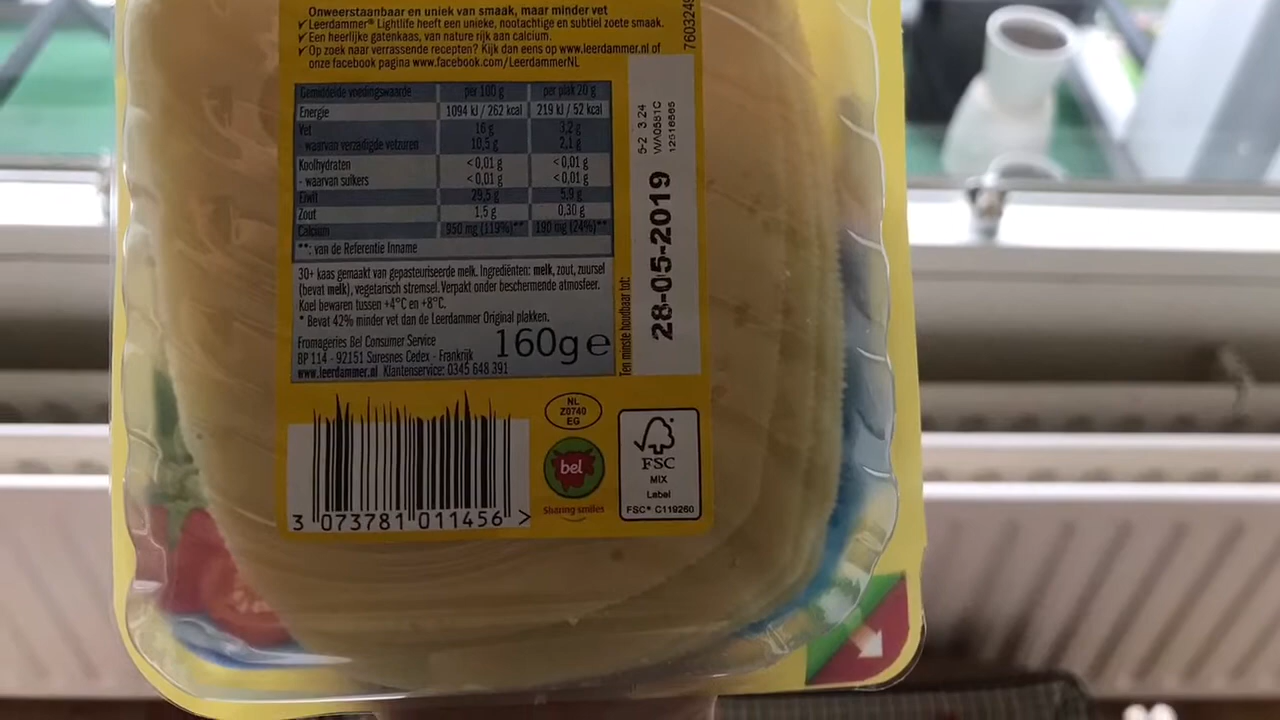 Onweerstaanbaar en uniek van smaak, maar minder vet
✓ Leerdammer® Lightlife heeft een unieke, nootachtige en subtiel zoete smaak.
✓ Een heerlijke gatenkaas, van nature rijk aan calcium.
✓ Op zoek naar verrassende recepten? Kijk dan eens op www.leerdammer.nl of
onze facebook pagina www.facebook.com/LeerdammerNL
Gemiddelde voedingswaarde per 100 g per plak 20 g
Energie 1094 kJ / 262 kcal 219 kJ / 52 kcal
Vet 16 g 3,2 g
- waarvan verzadigde vetzuren 10,5 g 2,1 g
Koolhydraten <0,01 g <0,01 g
- waarvan suikers <0,01 g <0,01 g
Eiwit 29,5 g 5,9 g
Zout 1,5 g 0,30 g
Calcium 950 mg (119%)** 190 mg (24%)**
**: van de Referentie Inname
30+ kaas gemaakt van gepasteuriseerde melk. Ingrediënten: melk, zout, zuursel
(bevat melk), vegetarisch stremsel. Verpakt onder beschermende atmosfeer.
Koel bewaren tussen +4°C en +8°C.
* Bevat 42% minder vet dan de Leerdammer Original plakken.
Fromageries Bel Consumer Service
BP 114 - 92151 Suresnes Cedex - Frankrijk
www.leerdammer.nl Klantenservice: 0345 648 391
160g e
Ten minste houdbaar tot:
28-05-2019
5-2 3.24
WA0581C
12516565
7603248
3 073781 011456 >
NL
Z0740
EG
bel
Sharing smiles
FSC
MIX
Label
FSC® C119260